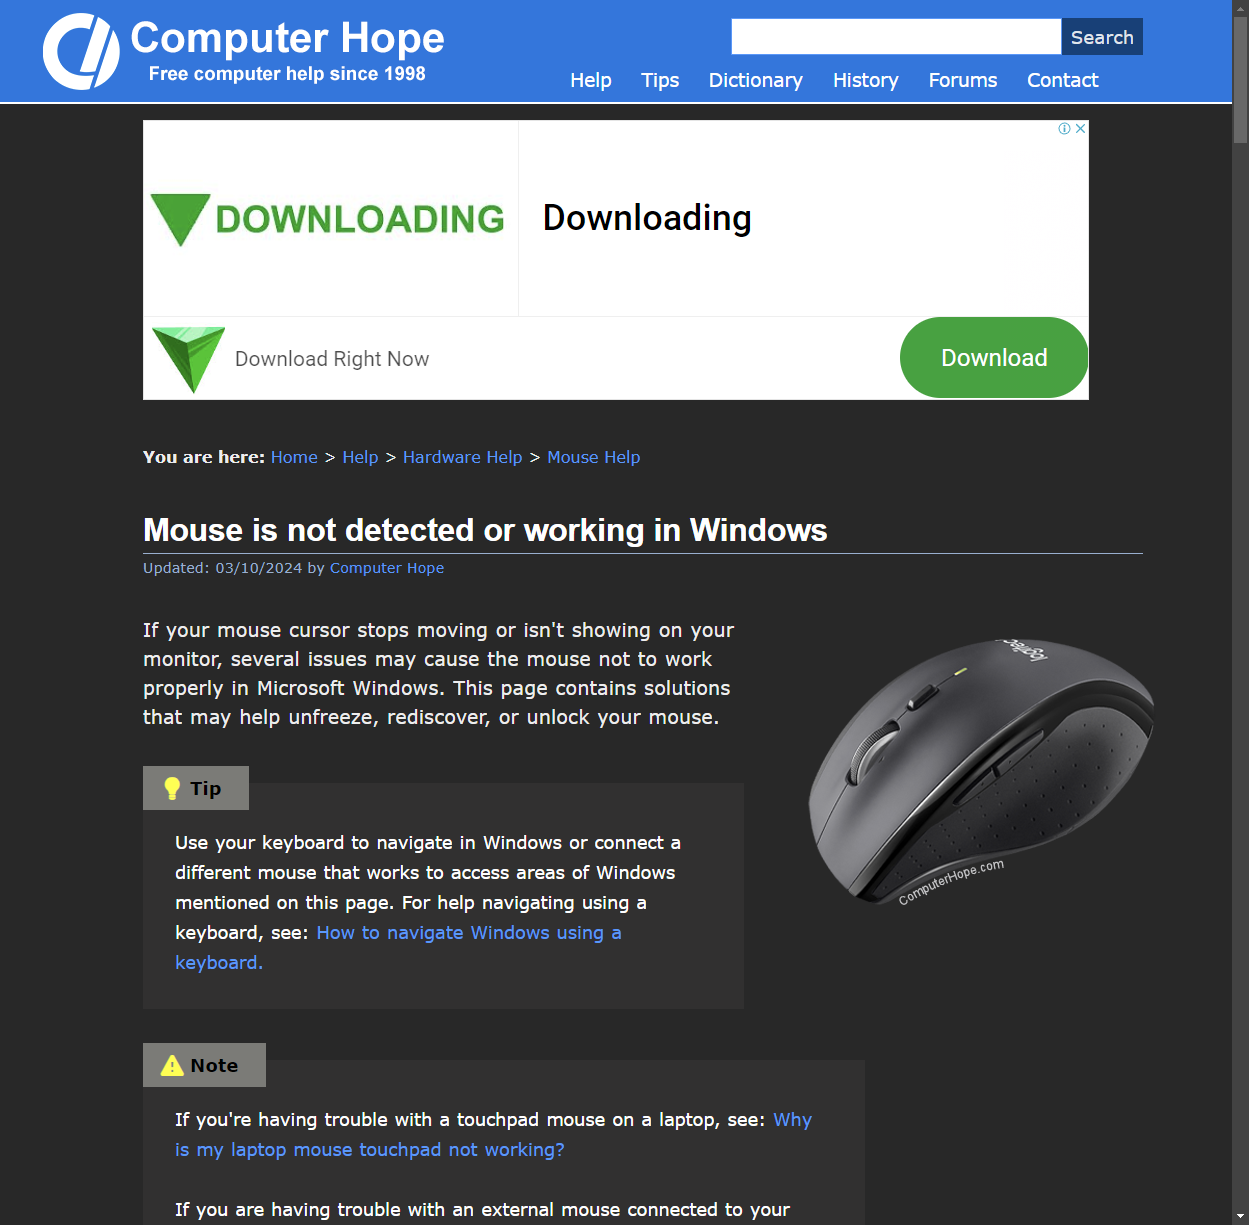 Computer Hope
Free computer help since 1998
Search
Help Tips Dictionary History Forums Contact
DOWNLOADING
Downloading
Download Right Now
Download
You are here: Home > Help > Hardware Help > Mouse Help
Mouse is not detected or working in Windows
Updated: 03/10/2024 by Computer Hope
If your mouse cursor stops moving or isn't showing on your
monitor, several issues may cause the mouse not to work
properly in Microsoft Windows. This page contains solutions
that may help unfreeze, rediscover, or unlock your mouse.
logitec
ComputerHope.com
Tip
Use your keyboard to navigate in Windows or connect a
different mouse that works to access areas of Windows
mentioned on this page. For help navigating using a
keyboard, see: How to navigate Windows using a
keyboard.
Note
If you're having trouble with a touchpad mouse on a laptop, see: Why
is my laptop mouse touchpad not working?
If you are having trouble with an external mouse connected to your